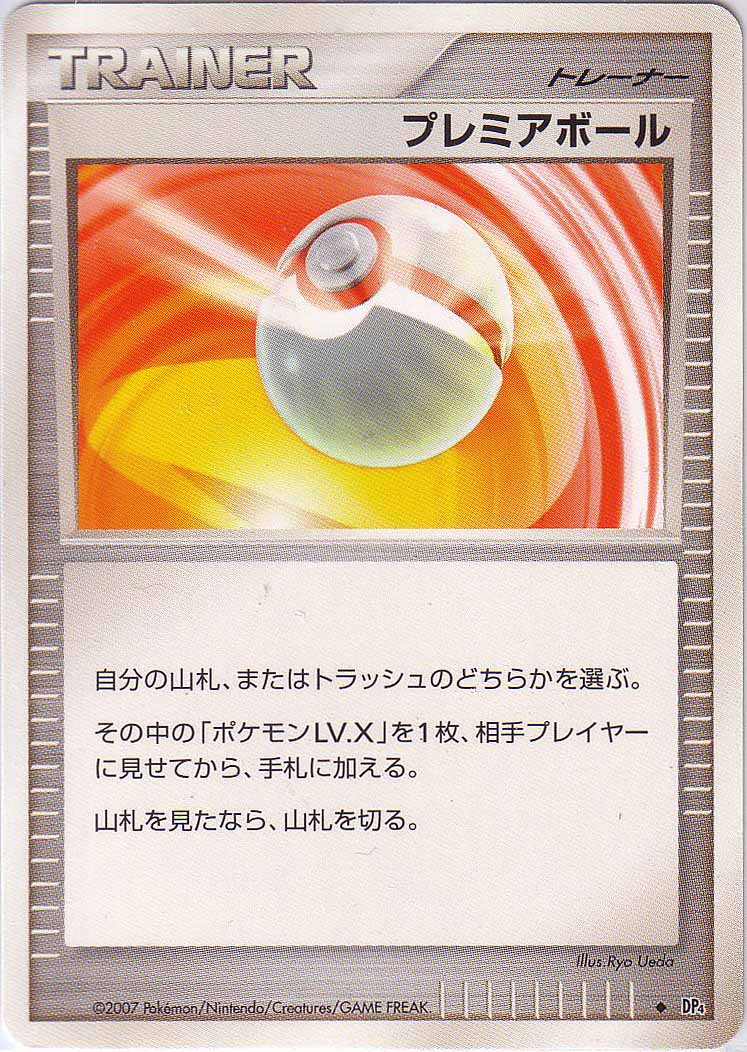 TRAINER
トレーナー
プレミアボール
自分の山札、またはトラッシュのどちらかを選ぶ。
その中の「ポケモンLV.X」を1枚、相手プレイヤー
に見せてから、手札に加える。
山札を見たなら、山札を切る。
Illus.Ryo Ueda
©2007 Pokémon/Nintendo/Creatures/GAME FREAK.
◆ DP4